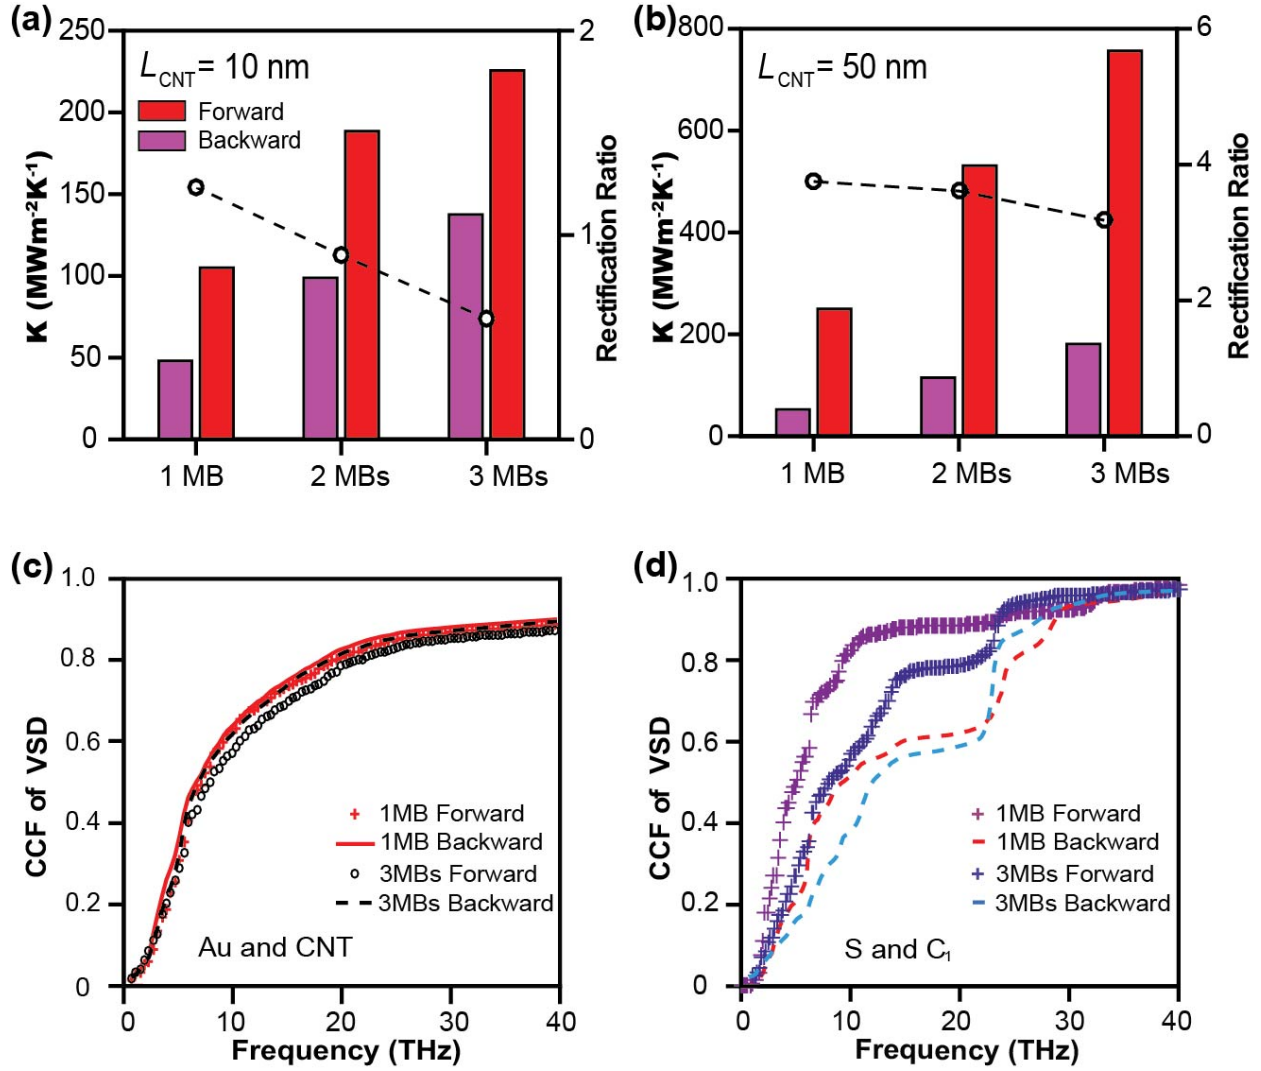 (a)
250
200
150
100
50
0
K (MWm-2K-1)
LCNT = 10 nm
Forward
Backward
2
1
0
Rectification Ratio
1 MB
2 MBs
3 MBs
(b)
800
600
400
200
0
K (MWm-2K-1)
LCNT = 50 nm
6
4
2
0
Rectification Ratio
1 MB
2 MBs
3 MBs
(c)
1.0
0.8
0.6
0.4
0.2
0
CCF of VSD
1MB Forward
1MB Backward
3MBs Forward
3MBs Backward
Au and CNT
0 10 20 30 40
Frequency (THz)
(d)
1.0
0.8
0.6
0.4
0.2
0
CCF of VSD
1MB Forward
1MB Backward
3MBs Forward
3MBs Backward
S and C1
0 10 20 30 40
Frequency (THz)